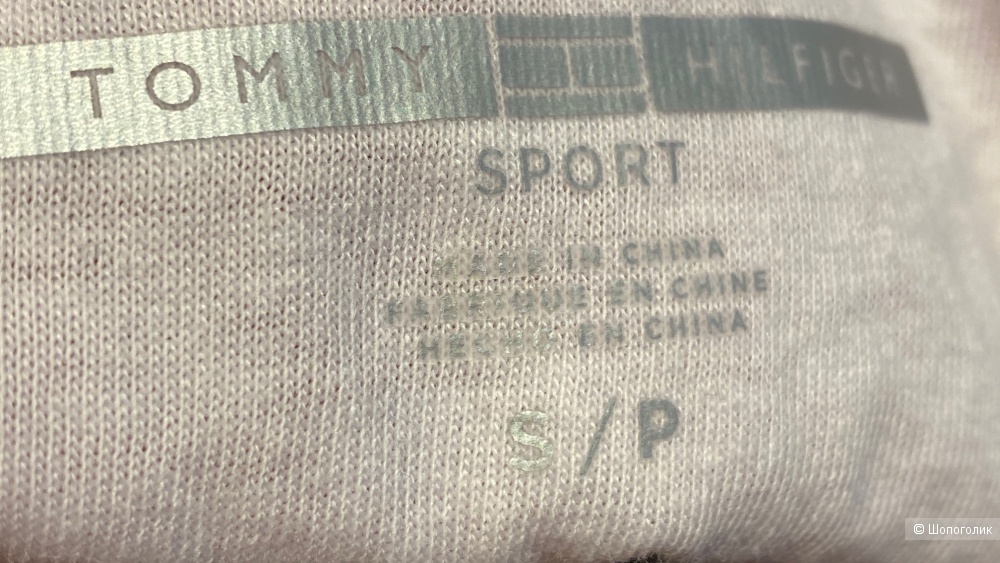 TOMMY HILFIGER
SPORT
MADE IN CHINA
FABRIQUE EN CHINE
HECHO EN CHINA
S/P
© Шопоголик